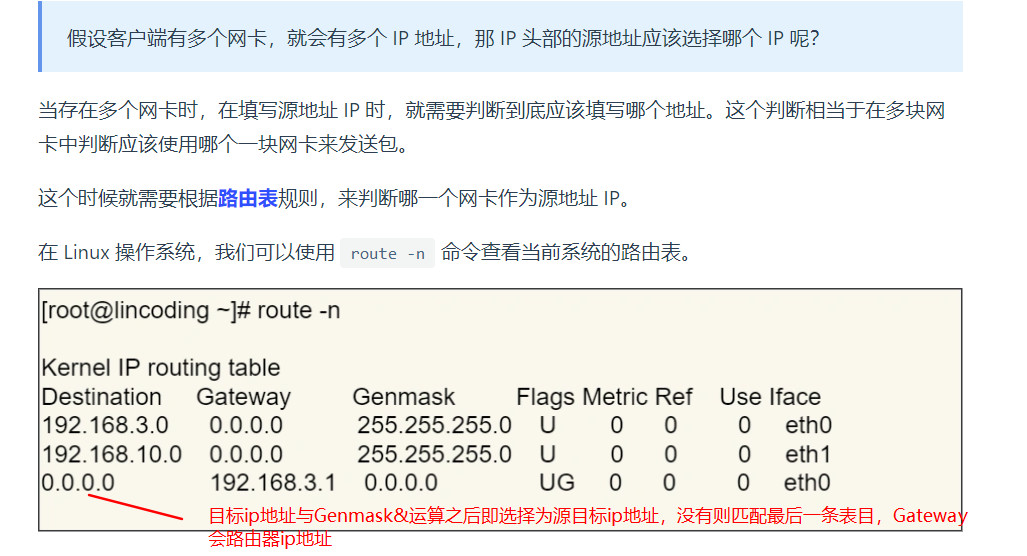 假设客户端有多个网卡，就会有多个 IP 地址，那 IP 头部的源地址应该选择哪个 IP 呢？
当存在多个网卡时，在填写源地址 IP 时，就需要判断到底应该填写哪个地址。这个判断相当于在多块网
卡中判断应该使用哪个一块网卡来发送包。
这个时候就需要根据路由表规则，来判断哪一个网卡作为源地址 IP。
在 Linux 操作系统，我们可以使用 route -n 命令查看当前系统的路由表。
[root@lincoding ~]# route -n
Kernel IP routing table
Destination Gateway Genmask Flags Metric Ref Use Iface
192.168.3.0 0.0.0.0 255.255.255.0 U 0 0 0 eth0
192.168.10.0 0.0.0.0 255.255.255.0 U 0 0 0 eth1
0.0.0.0 192.168.3.1 0.0.0.0 UG 0 0 0 eth0
目标ip地址与Genmask&运算之后即选择为源目标ip地址，没有则匹配最后一条表目，Gateway
会路由器ip地址